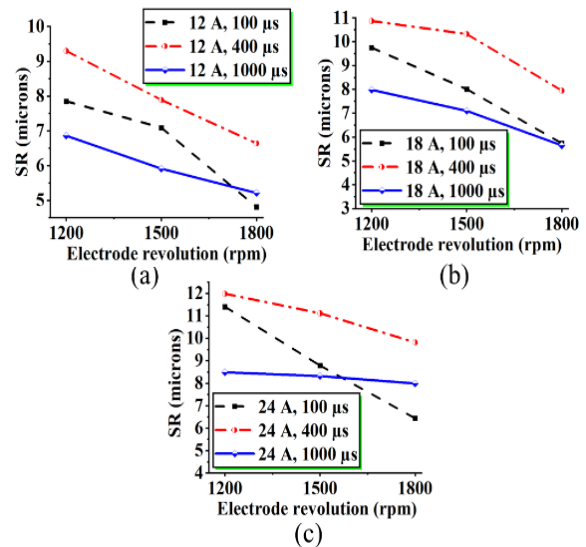 12 A, 100 µs
12 A, 400 µs
12 A, 1000 µs
SR (microns)
10
9
8
7
6
5
1200 1500 1800
Electrode revolution (rpm)
(a)
SR (microns)
11
10
9
8
7
6
5
4
3
18 A, 100 µs
18 A, 400 µs
18 A, 1000 µs
1200 1500 1800
Electrode revolution (rpm)
(b)
SR (microns)
12
11
10
9
8
7
6
5
4
24 A, 100 µs
24 A, 400 µs
24 A, 1000 µs
1200 1500 1800
Electrode revolution (rpm)
(c)